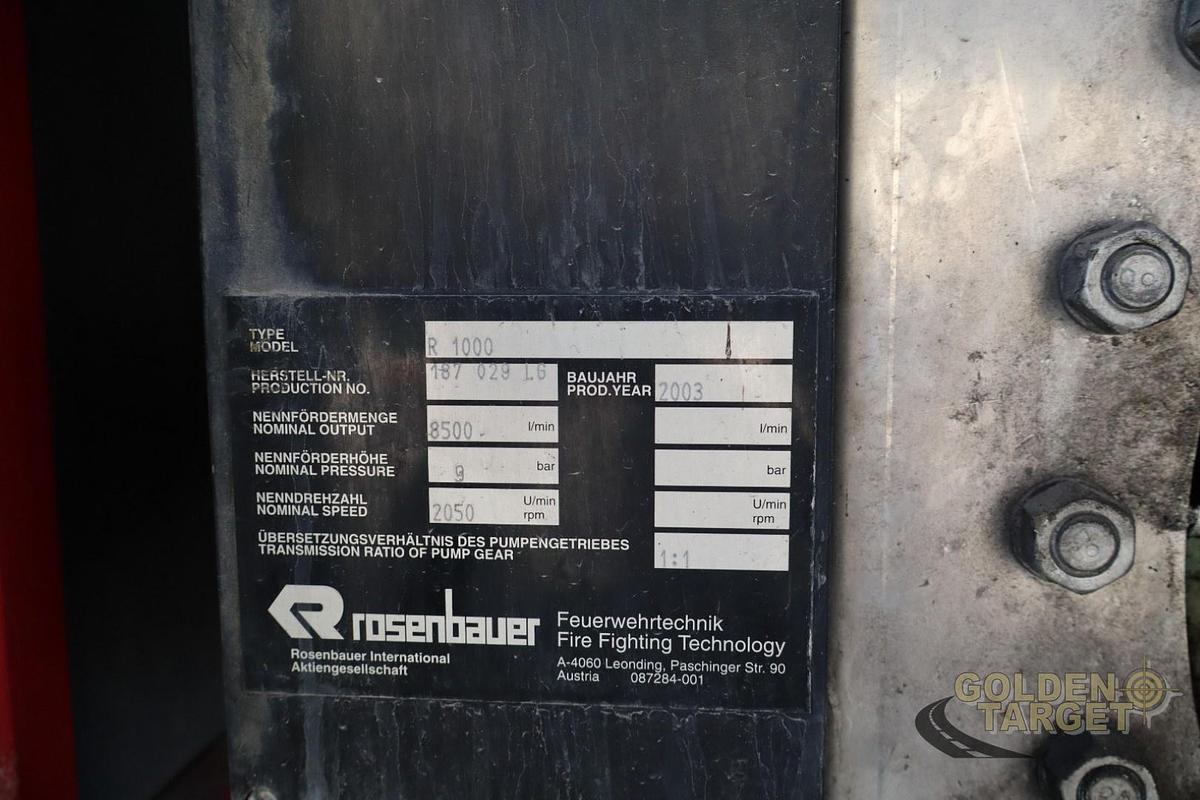 TYPE
MODEL R 1000
HERSTELL-NR.
PRODUCTION NO. 187 029 LG
BAUJAHR
PROD.YEAR 2003
NENNFÖRDERMENGE
NOMINAL OUTPUT 8500 l/min l/min
NENNFÖRDERHÖHE
NOMINAL PRESSURE 9 bar bar
NENNDREHZAHL
NOMINAL SPEED 2050 U/min rpm U/min rpm
ÜBERSETZUNGSVERHÄLTNIS DES PUMPENGETRIEBES
TRANSMISSION RATIO OF PUMP GEAR 1:1
rosenbauer
Rosenbauer International
Aktiengesellschaft
Feuerwehrtechnik
Fire Fighting Technology
A-4060 Leonding, Paschinger Str. 90
Austria 087284-001
GOLDEN
TARGET